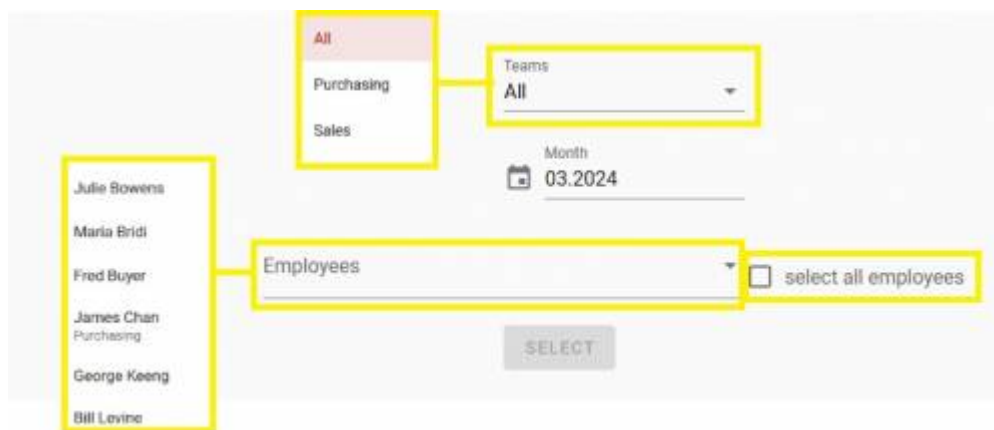 All
Purchasing
Sales
Teams
All
Month
03.2024
Julie Bowens
Maria Bridi
Fred Buyer
James Chan
Purchasing
George Keeng
Bill Levine
Employees
select all employees
SELECT